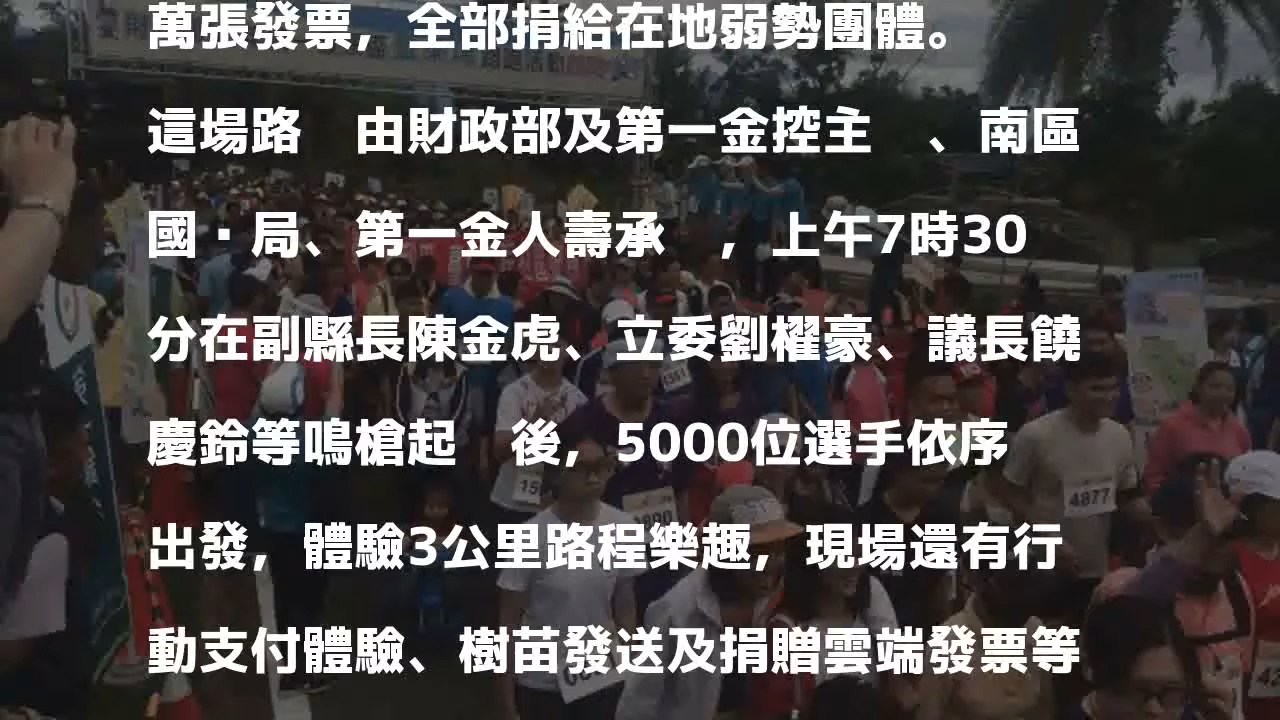 萬張發票，全部捐給在地弱勢團體。
這場路　由財政部及第一金控主　、南區
國‧局、第一金人壽承　，上午7時30
分在副縣長陳金虎、立委劉櫂豪、議長饒
慶鈴等鳴槍起　後，5000位選手依序
出發，體驗3公里路程樂趣，現場還有行
動支付體驗、樹苗發送及捐贈雲端發票等
4877